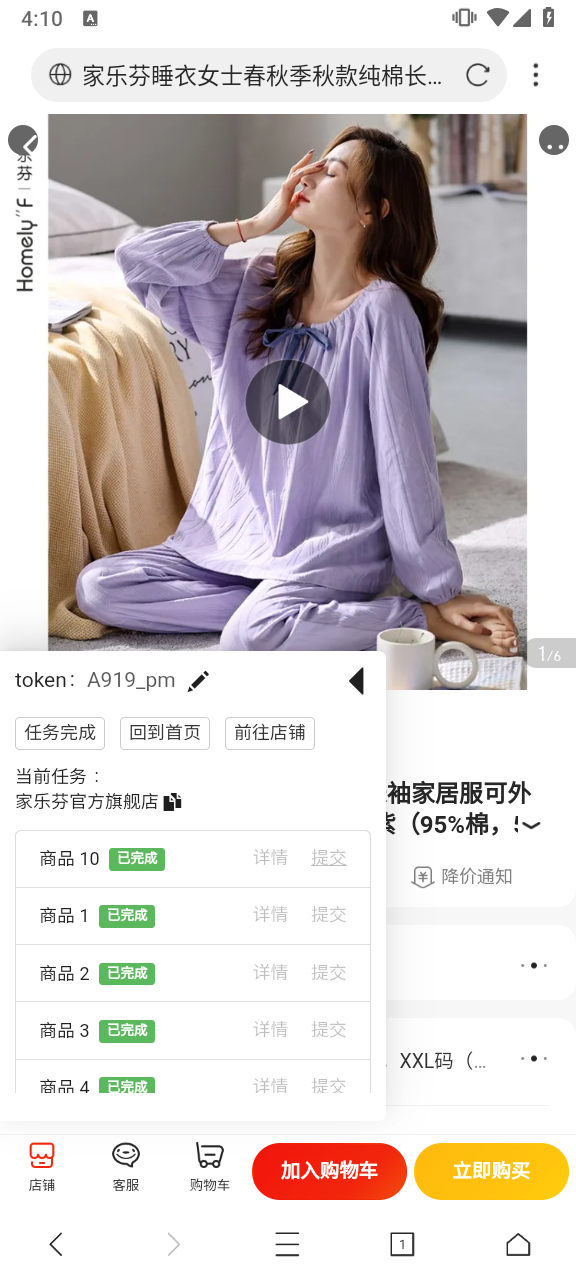 4:10
A
家乐芬睡衣女士春秋季秋款纯棉长...
Homely"F
1/6
token： A919_pm
任务完成 回到首页 前往店铺
当前任务：
家乐芬官方旗舰店
袖家居服可外
（95%棉，
降价通知
商品 10 已完成 详情 提交
商品 1 已完成 详情 提交
商品 2 已完成 详情 提交
商品 3 已完成 详情 提交
商品 4 已完成 详情 提交
XXL码（...
店铺 客服 购物车 加入购物车 立即购买
1